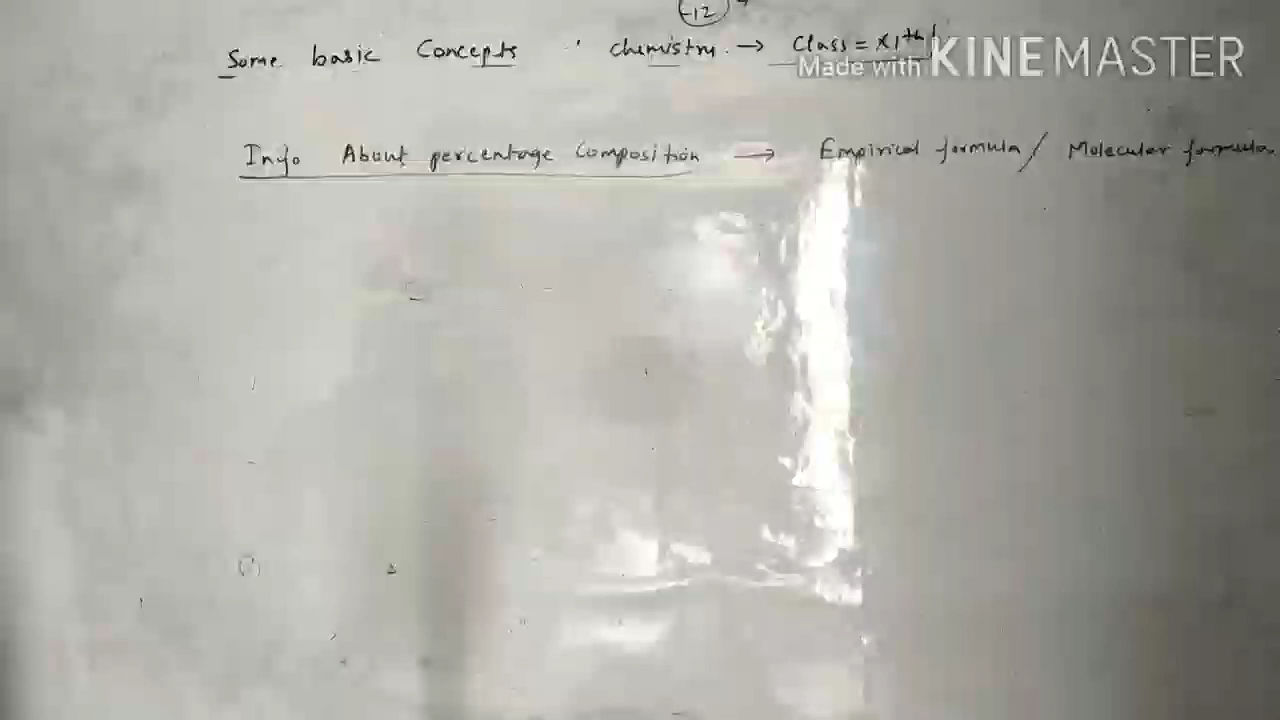 -12
Some basic Concepts chemistry → Class = XIth
Made with KINEMASTER
Info About percentage Composition → Empirical formula / Molecular formula